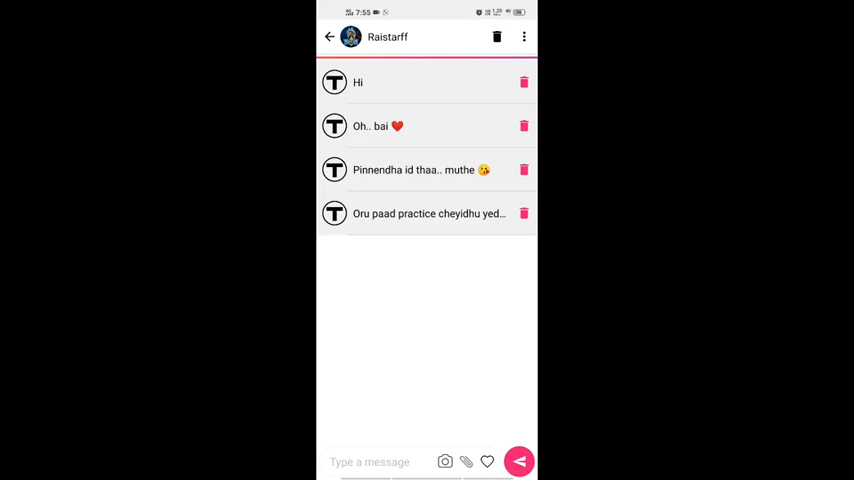 7:55
Raistarff
T Hi
T Oh.. bai ❤️
T Pinnendha id thaa.. muthe 😘
T Oru paad practice cheyidhu yed...
Type a message